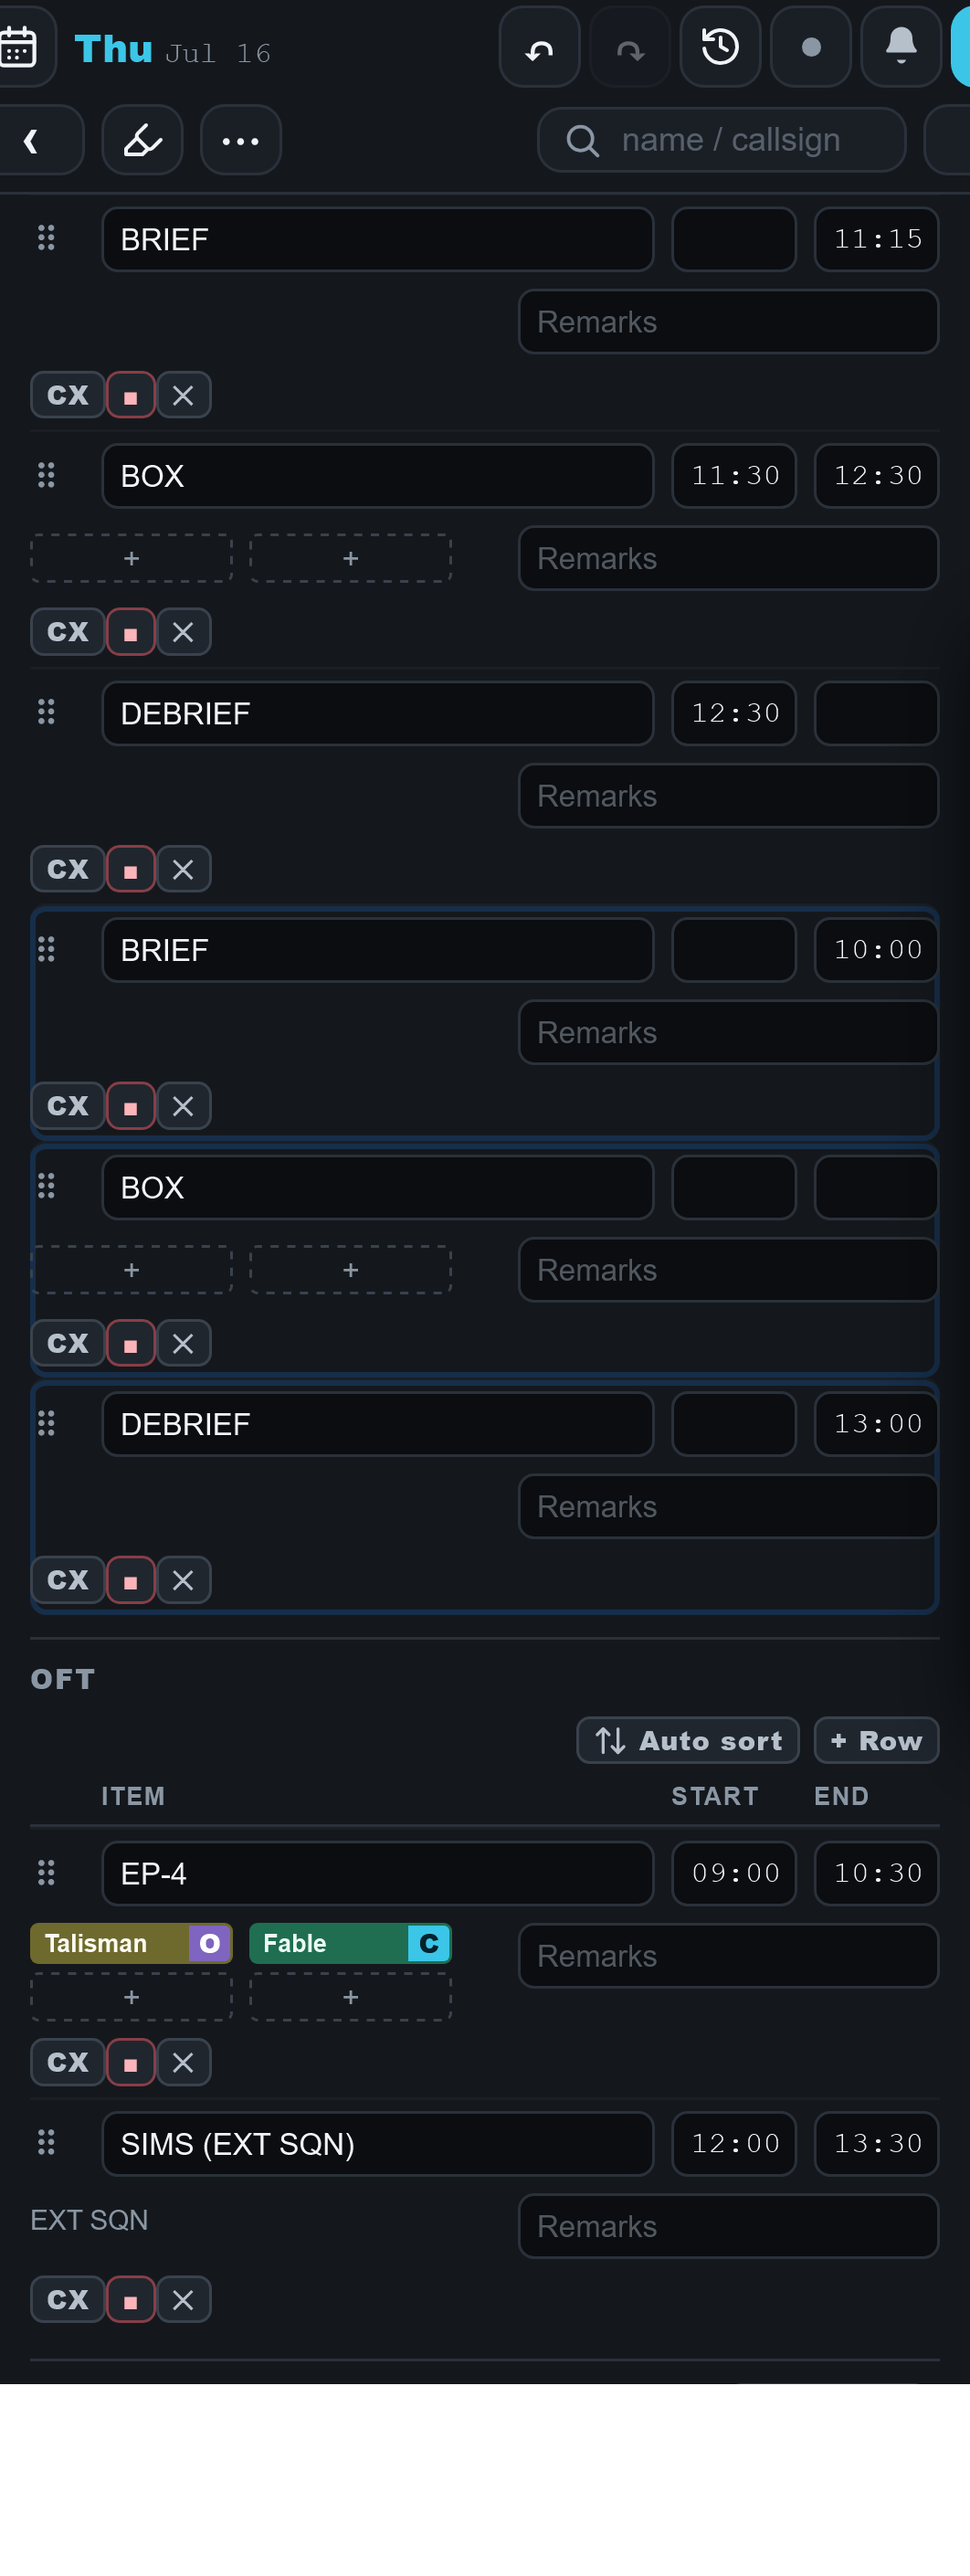 Thu Jul 16
name / callsign
BRIEF 11:15
Remarks
CX
BOX 11:30 12:30
+ + Remarks
CX
DEBRIEF 12:30
Remarks
CX
BRIEF 10:00
Remarks
CX
BOX
+ + Remarks
CX
DEBRIEF 13:00
Remarks
CX
OFT
Auto sort + Row
ITEM START END
EP-4 09:00 10:30
Talisman O Fable C Remarks
+ +
CX
SIMS (EXT SQN) 12:00 13:30
EXT SQN Remarks
CX